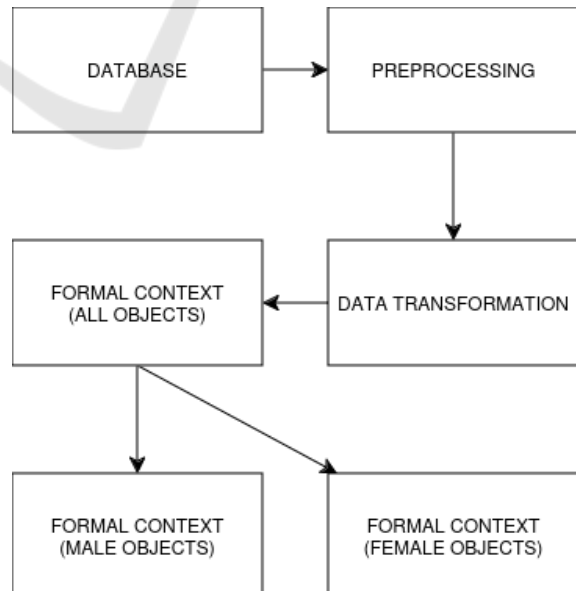 DATABASE
PREPROCESSING
FORMAL CONTEXT
(ALL OBJECTS)
DATA TRANSFORMATION
FORMAL CONTEXT
(MALE OBJECTS)
FORMAL CONTEXT
(FEMALE OBJECTS)